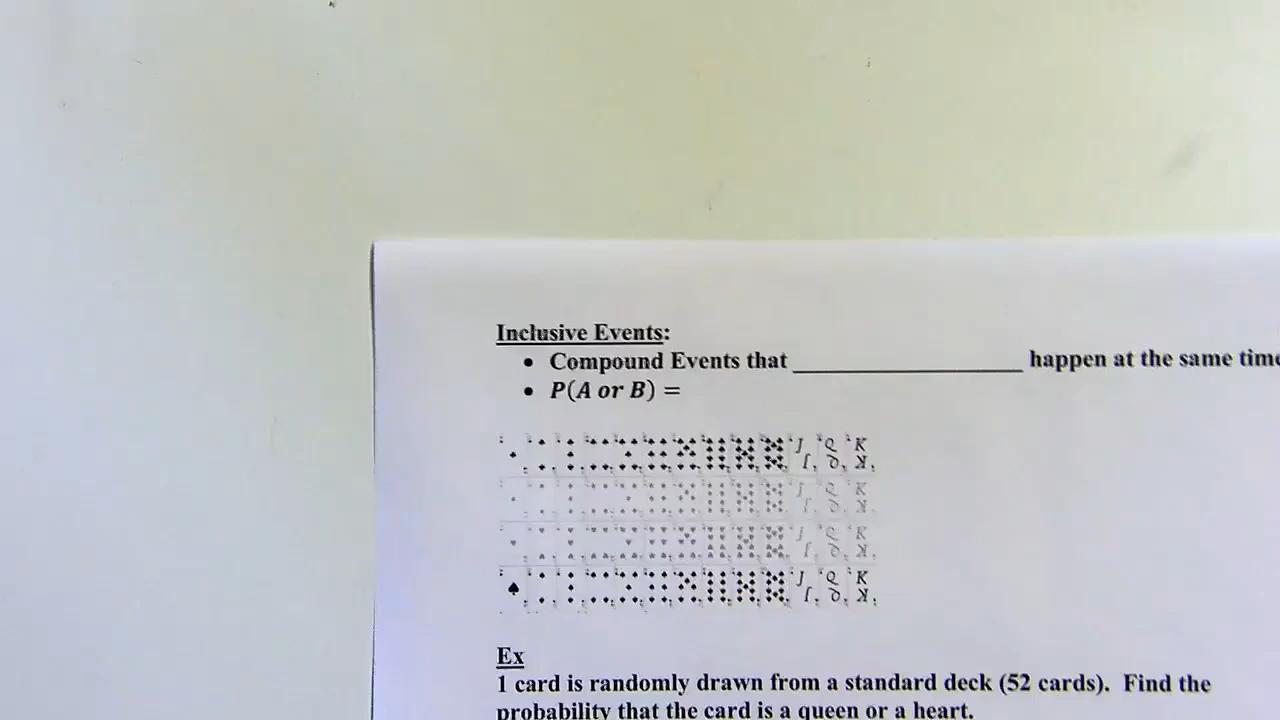 Inclusive Events:
• Compound Events that ____________________ happen at the same time
• P(A or B) =
J Q K
J Q K
J Q K
J Q K
Ex
1 card is randomly drawn from a standard deck (52 cards). Find the
probability that the card is a queen or a heart.